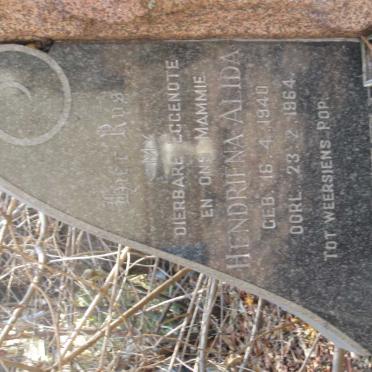 Hier Rus
DIERBARE EGGENOTE
EN ONS MAMMIE
HENDRIENA ALIDA
GEB. 16.4.1940
OORL. 23.2.1964
TOT WEERSIENS, POP